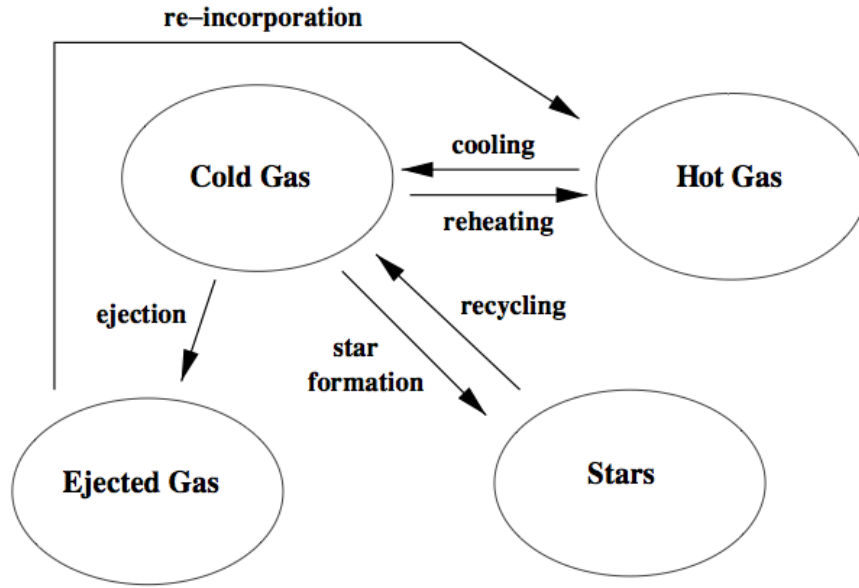 re–incorporation
cooling
Cold Gas
Hot Gas
reheating
ejection
recycling
star
formation
Ejected Gas
Stars